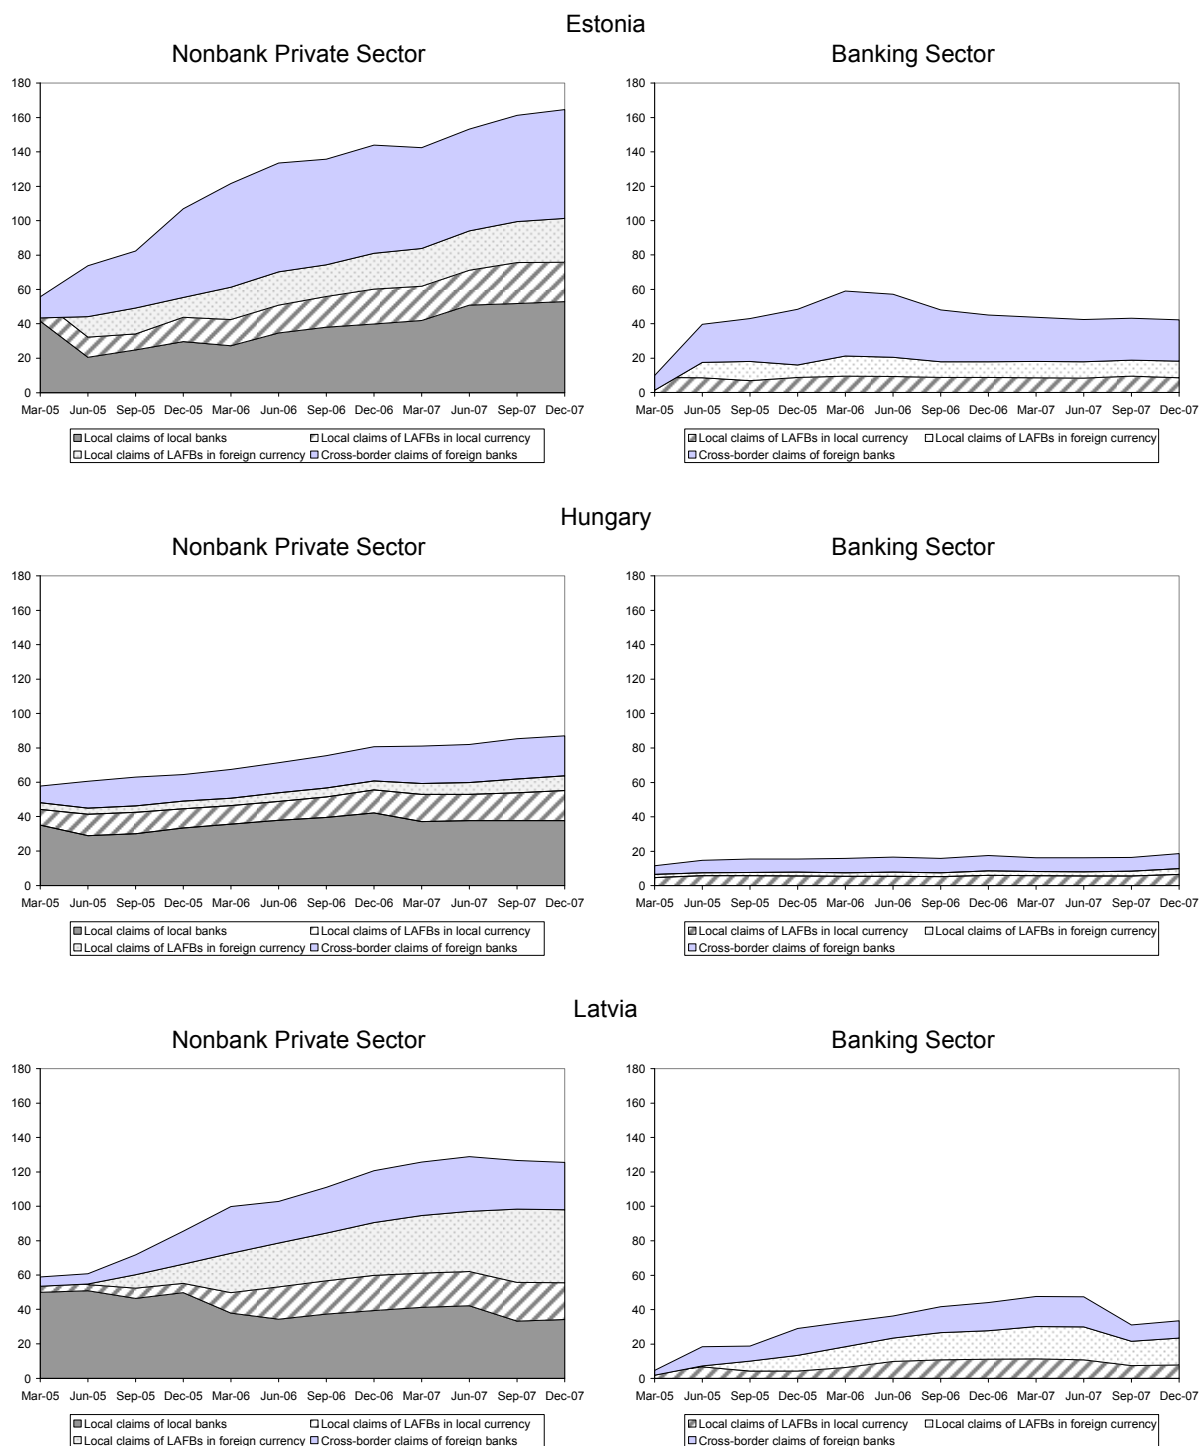 Estonia
Nonbank Private Sector
Banking Sector
180
160
140
120
100
80
60
40
20
0
Mar-05 Jun-05 Sep-05 Dec-05 Mar-06 Jun-06 Sep-06 Dec-06 Mar-07 Jun-07 Sep-07 Dec-07
Local claims of local banks Local claims of LAFBs in local currency
Local claims of LAFBs in foreign currency Cross-border claims of foreign banks
180
160
140
120
100
80
60
40
20
0
Mar-05 Jun-05 Sep-05 Dec-05 Mar-06 Jun-06 Sep-06 Dec-06 Mar-07 Jun-07 Sep-07 Dec-07
Local claims of LAFBs in local currency Local claims of LAFBs in foreign currency
Cross-border claims of foreign banks
Hungary
Nonbank Private Sector
Banking Sector
180
160
140
120
100
80
60
40
20
0
Mar-05 Jun-05 Sep-05 Dec-05 Mar-06 Jun-06 Sep-06 Dec-06 Mar-07 Jun-07 Sep-07 Dec-07
Local claims of local banks Local claims of LAFBs in local currency
Local claims of LAFBs in foreign currency Cross-border claims of foreign banks
180
160
140
120
100
80
60
40
20
0
Mar-05 Jun-05 Sep-05 Dec-05 Mar-06 Jun-06 Sep-06 Dec-06 Mar-07 Jun-07 Sep-07 Dec-07
Local claims of LAFBs in local currency Local claims of LAFBs in foreign currency
Cross-border claims of foreign banks
Latvia
Nonbank Private Sector
Banking Sector
180
160
140
120
100
80
60
40
20
0
Mar-05 Jun-05 Sep-05 Dec-05 Mar-06 Jun-06 Sep-06 Dec-06 Mar-07 Jun-07 Sep-07 Dec-07
Local claims of local banks Local claims of LAFBs in local currency
Local claims of LAFBs in foreign currency Cross-border claims of foreign banks
180
160
140
120
100
80
60
40
20
0
Mar-05 Jun-05 Sep-05 Dec-05 Mar-06 Jun-06 Sep-06 Dec-06 Mar-07 Jun-07 Sep-07 Dec-07
Local claims of LAFBs in local currency Local claims of LAFBs in foreign currency
Cross-border claims of foreign banks